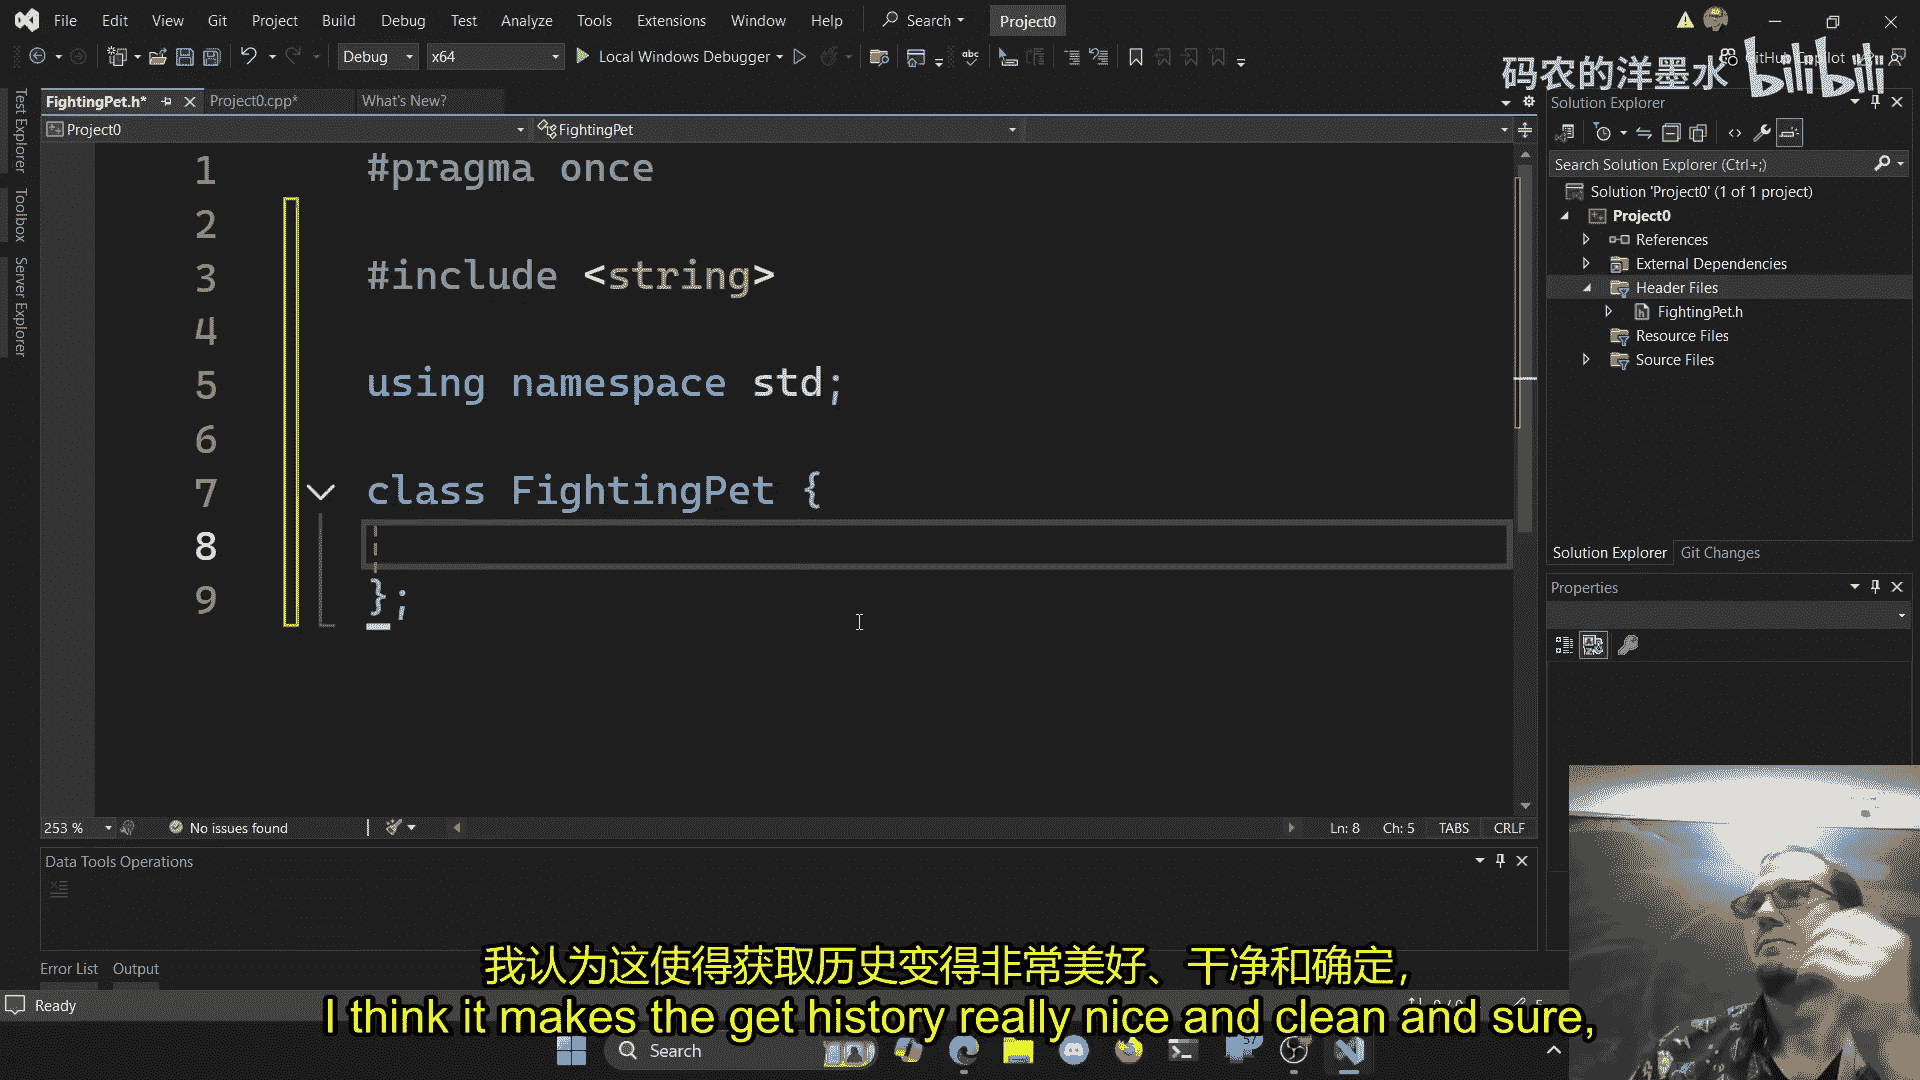 File Edit View Git Project Build Debug Test Analyze Tools Extensions Window Help Search Project0
Debug x64 Local Windows Debugger
码农的洋墨水 bilibili
FightingPet.h* Project0.cpp* What's New?
Project0 FightingPet
Test Explorer
Toolbox
Server Explorer
1 #pragma once
2
3 #include <string>
4
5 using namespace std;
6
7 class FightingPet {
8
9 };
253 % No issues found Ln: 8 Ch: 5 TABS CRLF
Data Tools Operations
Error List Output
Ready
Solution Explorer
Search Solution Explorer (Ctrl+;)
Solution 'Project0' (1 of 1 project)
Project0
References
External Dependencies
Header Files
FightingPet.h
Resource Files
Source Files
Solution Explorer Git Changes
Properties
我认为这使得获取历史变得非常美好、干净和确定，
I think it makes the get history really nice and clean and sure,
Search